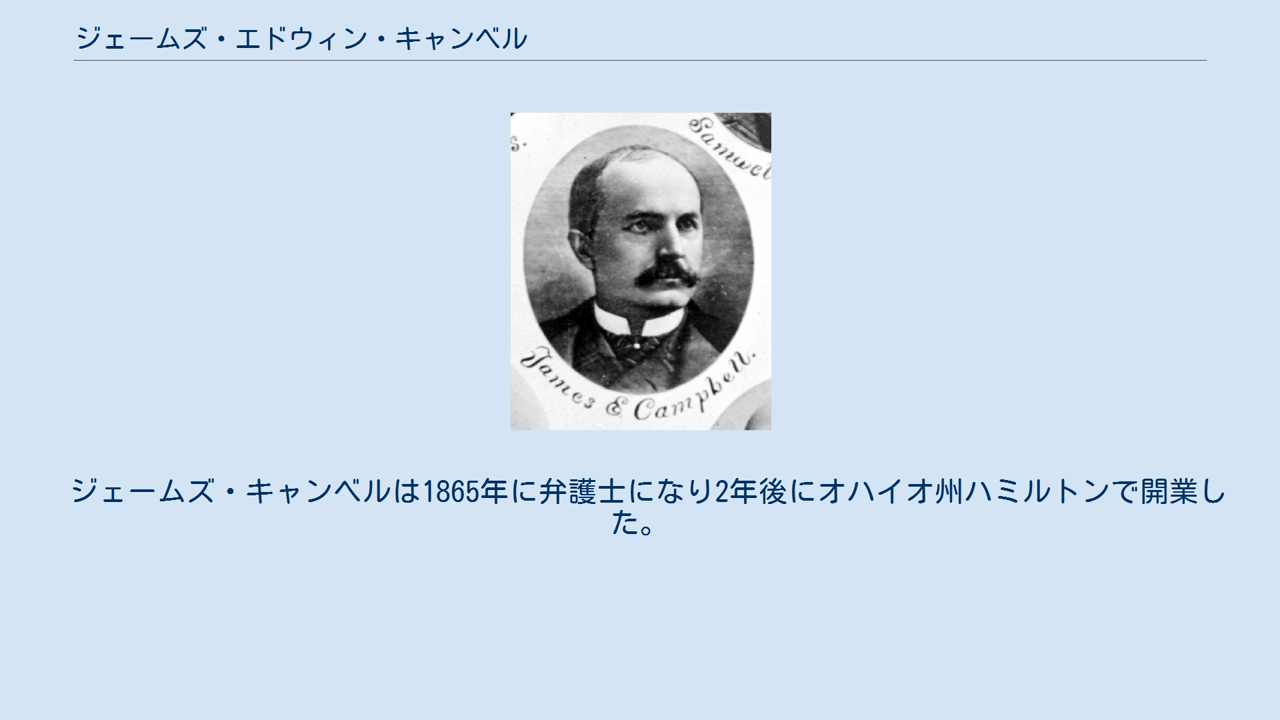 ジェームズ・エドウィン・キャンベル
s.
Samuel
James E Campbell.
ジェームズ・キャンベルは1865年に弁護士になり2年後にオハイオ州ハミルトンで開業し
た。